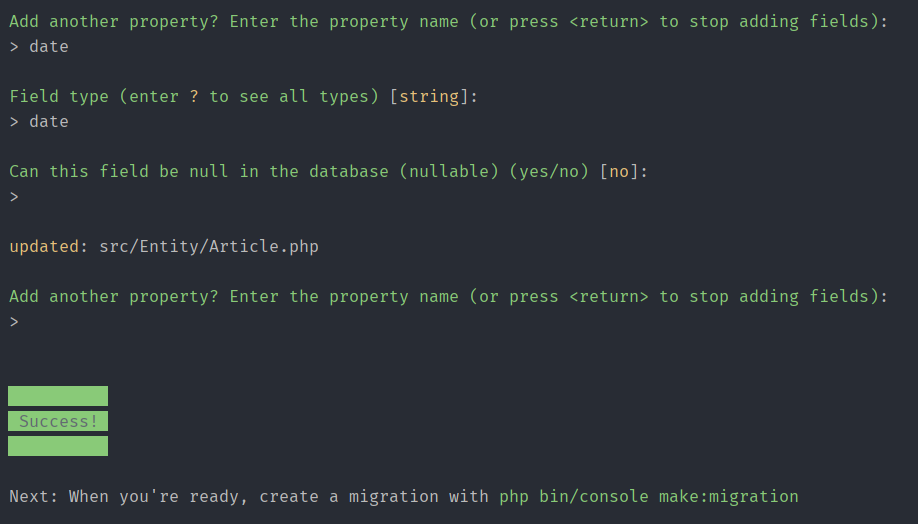 Add another property? Enter the property name (or press <return> to stop adding fields):
> date
Field type (enter ? to see all types) [string]:
> date
Can this field be null in the database (nullable) (yes/no) [no]:
>
updated: src/Entity/Article.php
Add another property? Enter the property name (or press <return> to stop adding fields):
>
Success!
Next: When you're ready, create a migration with php bin/console make:migration